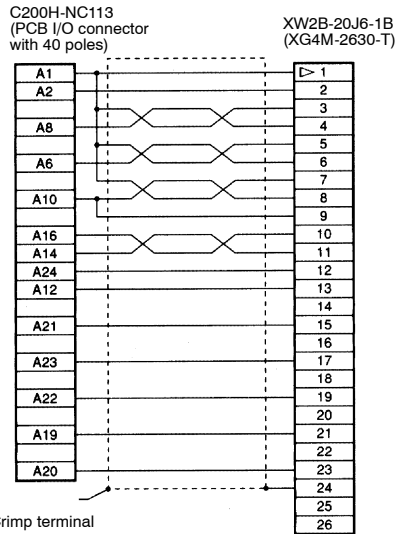 C200H-NC113
(PCB I/O connector
with 40 poles)
XW2B-20J6-1B
(XG4M-2630-T)
A1
A2
A8
A6
A10
A16
A14
A24
A12
A21
A23
A22
A19
A20
1
2
3
4
5
6
7
8
9
10
11
12
13
14
15
16
17
18
19
20
21
22
23
24
25
26
rimp terminal